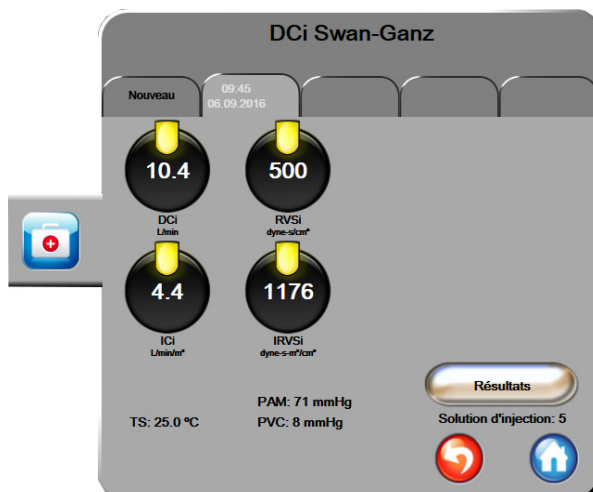 DCi Swan-Ganz
Nouveau
09:45
06.09.2016
10.4
500
DCi
L/min
RVSi
dyne-s/cm⁵
4.4
1176
ICi
L/min/m²
IRVSi
dyne-s-m²/cm⁵
Résultats
PAM: 71 mmHg
TS: 25.0 ºC
PVC: 8 mmHg
Solution d'injection: 5